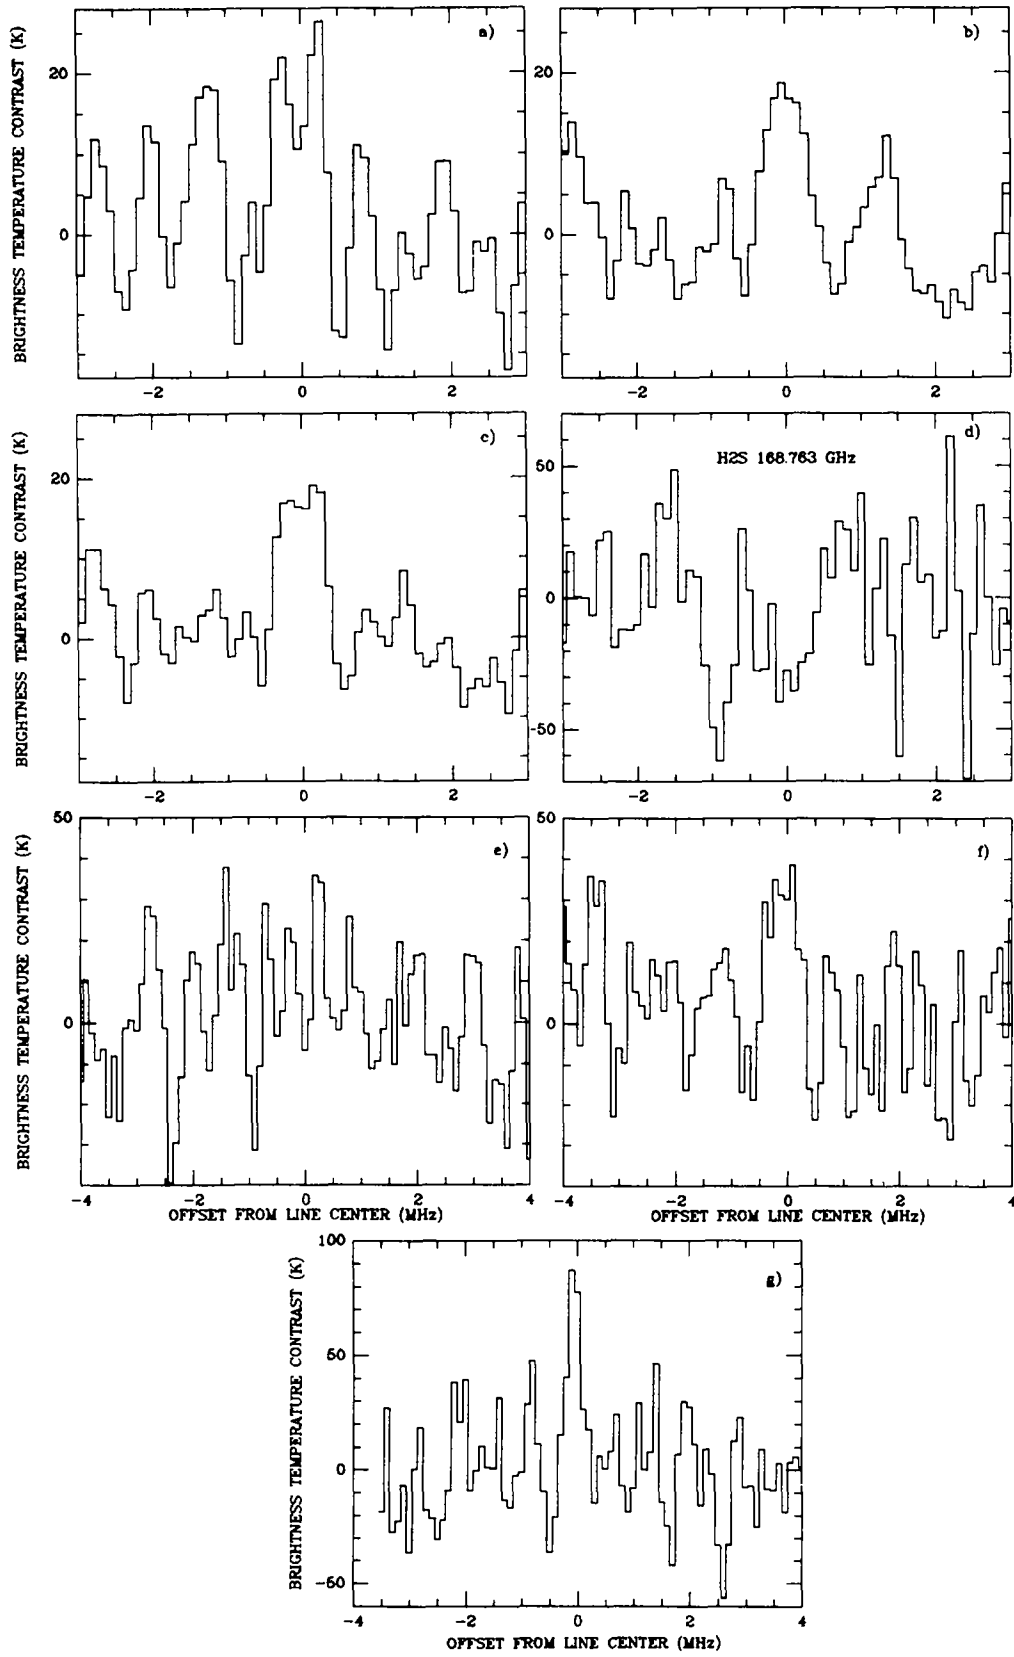 BRIGHTNESS TEMPERATURE CONTRAST (K)
20
0
-2
0
2
a)
20
0
-2
0
2
b)
BRIGHTNESS TEMPERATURE CONTRAST (K)
20
0
-2
0
2
c)
50
0
-50
-2
0
2
d)
H2S 168.763 GHz
BRIGHTNESS TEMPERATURE CONTRAST (K)
50
0
-4
-2
0
2
4
e)
OFFSET FROM LINE CENTER (MHz)
50
0
-4
-2
0
2
4
f)
OFFSET FROM LINE CENTER (MHz)
BRIGHTNESS TEMPERATURE CONTRAST (K)
100
50
0
-50
-4
-2
0
2
4
g)
OFFSET FROM LINE CENTER (MHz)